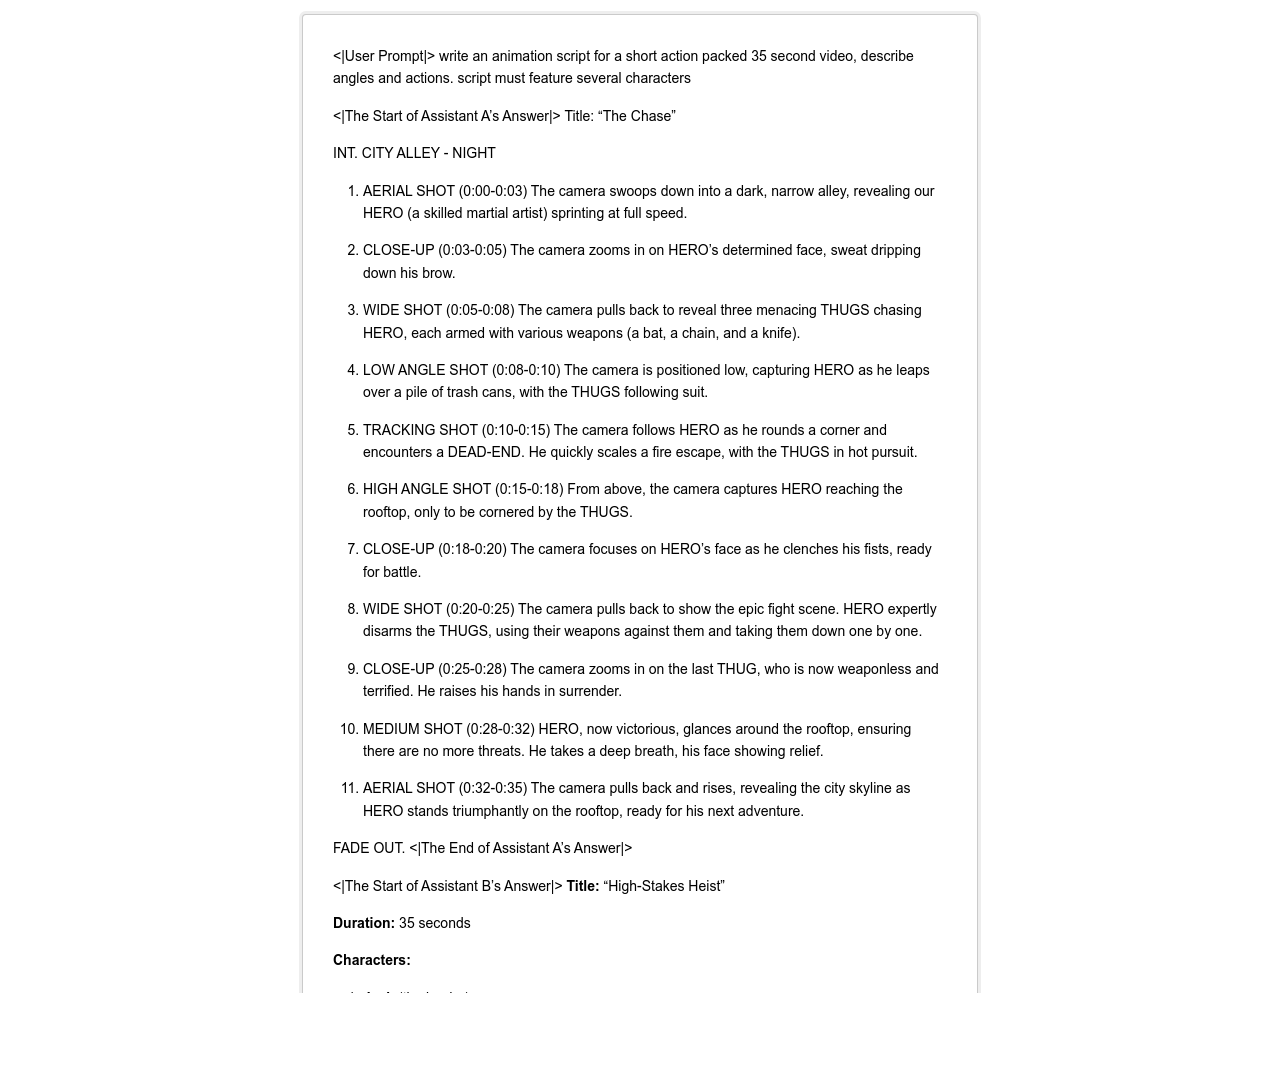 <|User Prompt|> write an animation script for a short action packed 35 second video, describe
angles and actions. script must feature several characters
<|The Start of Assistant A’s Answer|> Title: “The Chase”
INT. CITY ALLEY - NIGHT
1. AERIAL SHOT (0:00-0:03) The camera swoops down into a dark, narrow alley, revealing our
HERO (a skilled martial artist) sprinting at full speed.
2. CLOSE-UP (0:03-0:05) The camera zooms in on HERO’s determined face, sweat dripping
down his brow.
3. WIDE SHOT (0:05-0:08) The camera pulls back to reveal three menacing THUGS chasing
HERO, each armed with various weapons (a bat, a chain, and a knife).
4. LOW ANGLE SHOT (0:08-0:10) The camera is positioned low, capturing HERO as he leaps
over a pile of trash cans, with the THUGS following suit.
5. TRACKING SHOT (0:10-0:15) The camera follows HERO as he rounds a corner and
encounters a DEAD-END. He quickly scales a fire escape, with the THUGS in hot pursuit.
6. HIGH ANGLE SHOT (0:15-0:18) From above, the camera captures HERO reaching the
rooftop, only to be cornered by the THUGS.
7. CLOSE-UP (0:18-0:20) The camera focuses on HERO’s face as he clenches his fists, ready
for battle.
8. WIDE SHOT (0:20-0:25) The camera pulls back to show the epic fight scene. HERO expertly
disarms the THUGS, using their weapons against them and taking them down one by one.
9. CLOSE-UP (0:25-0:28) The camera zooms in on the last THUG, who is now weaponless and
terrified. He raises his hands in surrender.
10. MEDIUM SHOT (0:28-0:32) HERO, now victorious, glances around the rooftop, ensuring
there are no more threats. He takes a deep breath, his face showing relief.
11. AERIAL SHOT (0:32-0:35) The camera pulls back and rises, revealing the city skyline as
HERO stands triumphantly on the rooftop, ready for his next adventure.
FADE OUT. <|The End of Assistant A’s Answer|>
<|The Start of Assistant B’s Answer|> Title: “High-Stakes Heist”
Duration: 35 seconds
Characters: